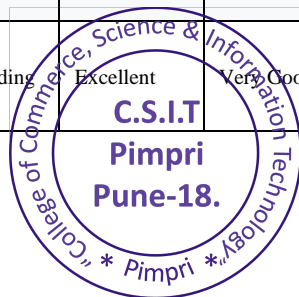 ding Excellent Very Goo
"College of Commerce, Science & Information Technology"
* Pimpri *
C.S.I.T
Pimpri
Pune-18.